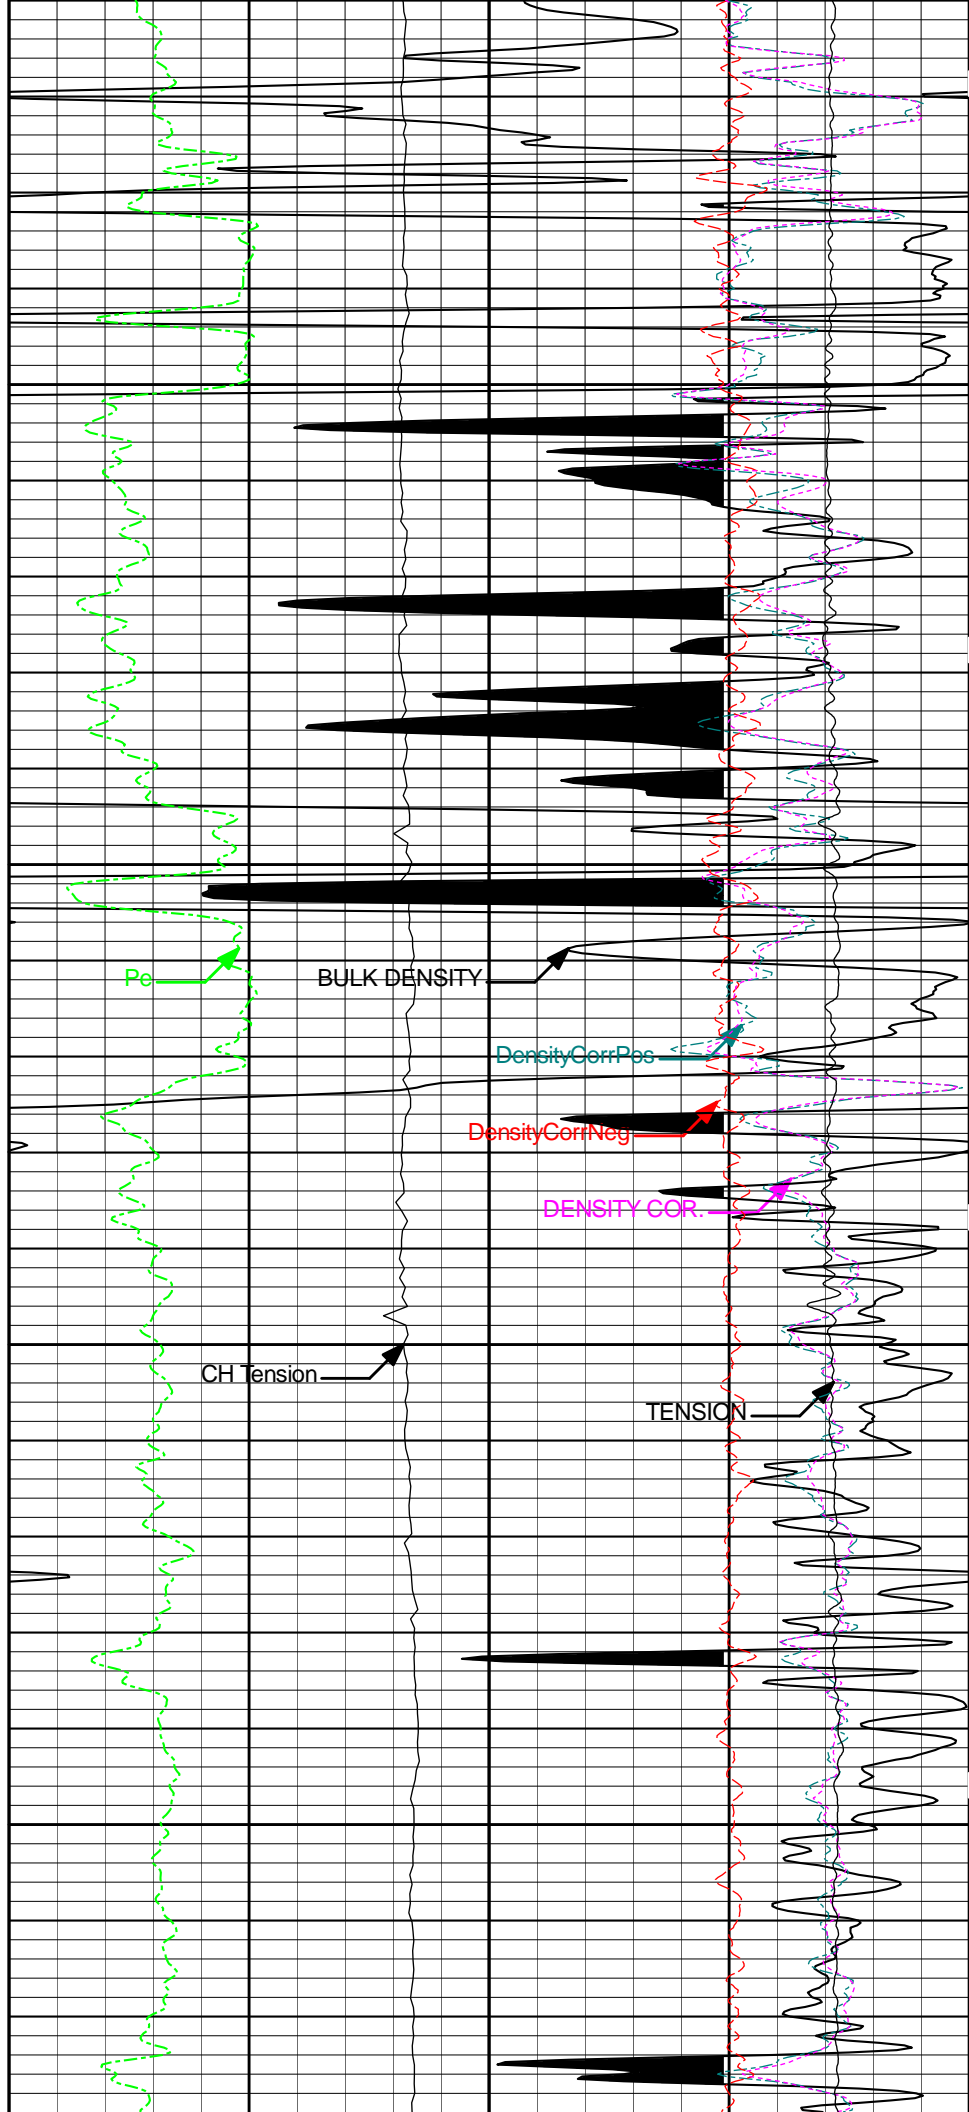 Pe
BULK DENSITY
DensityCorrPos
DensityCorrNeg
DENSITY COR.
CH Tension
TENSION